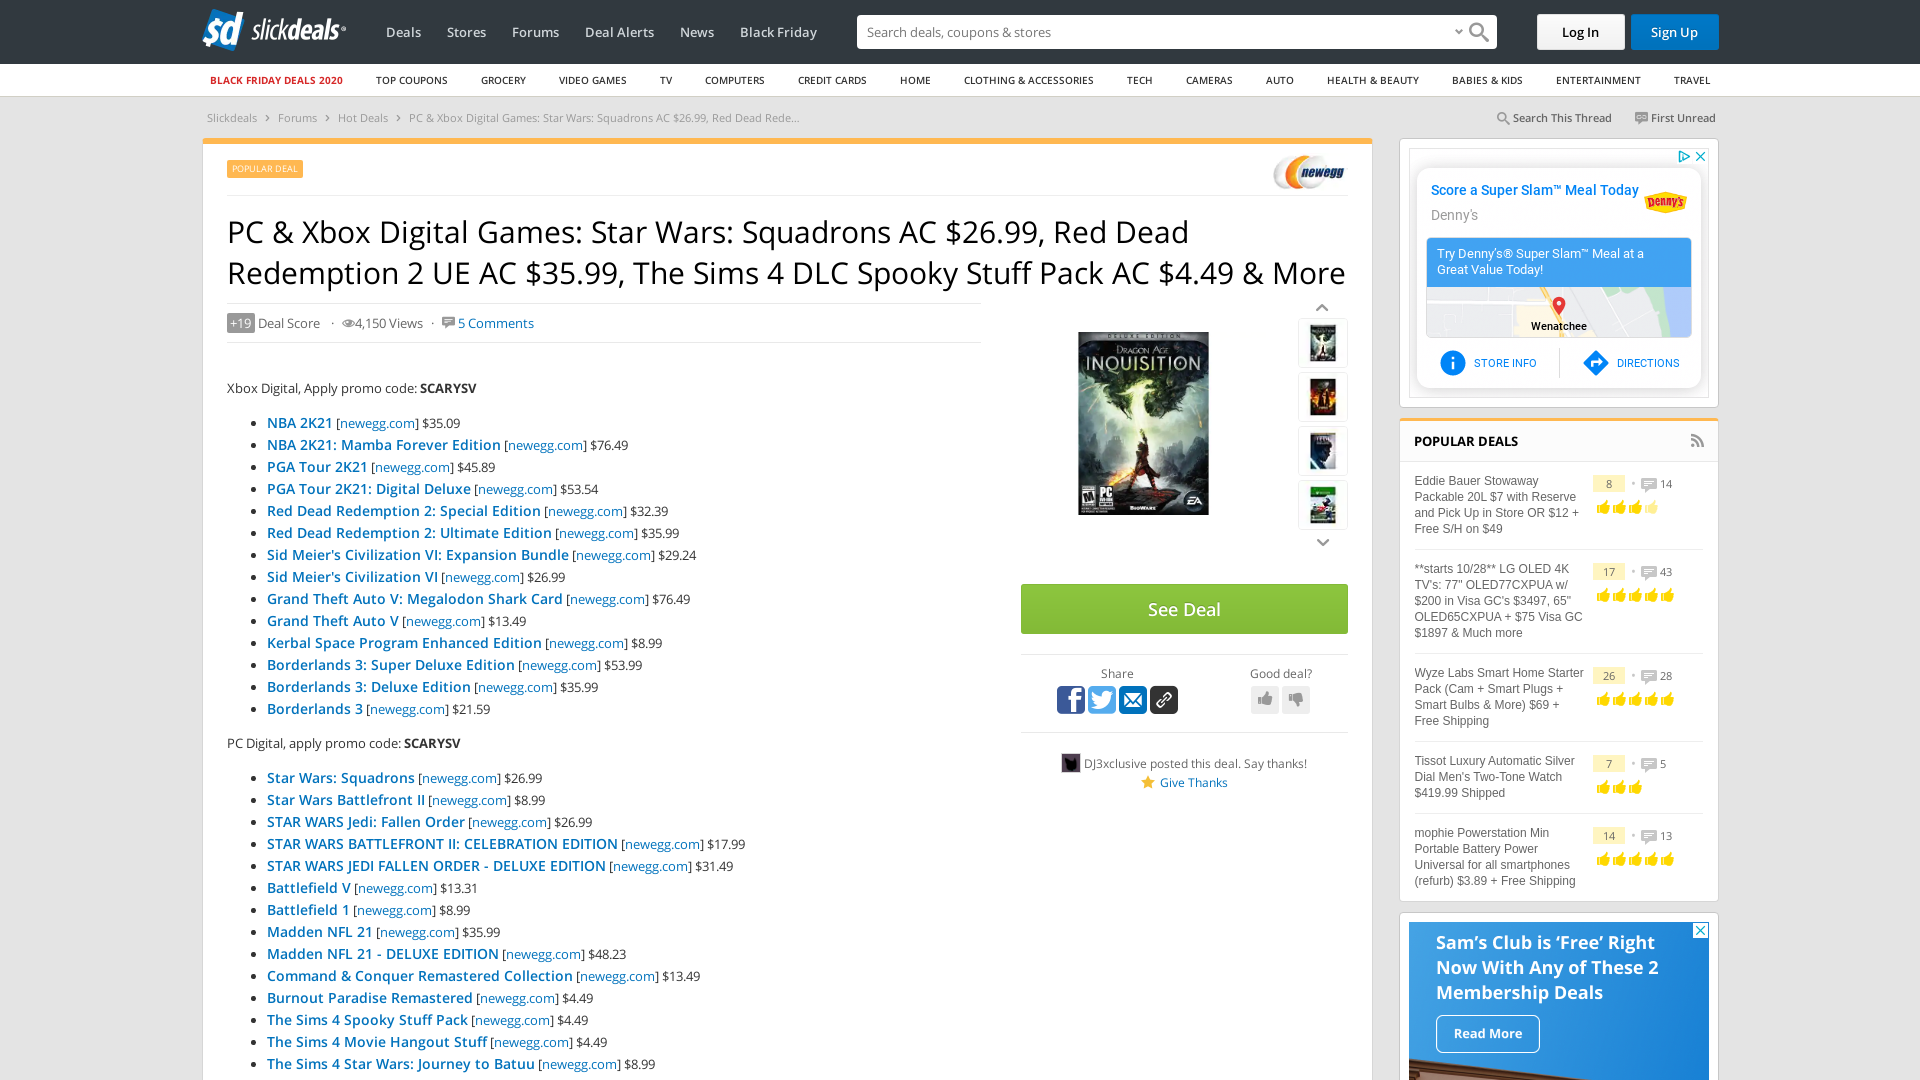 sd slickdeals
Deals Stores Forums Deal Alerts News Black Friday
Search deals, coupons & stores
Log In Sign Up
BLACK FRIDAY DEALS 2020 TOP COUPONS GROCERY VIDEO GAMES TV COMPUTERS CREDIT CARDS HOME CLOTHING & ACCESSORIES TECH CAMERAS AUTO HEALTH & BEAUTY BABIES & KIDS ENTERTAINMENT TRAVEL
Slickdeals › Forums › Hot Deals › PC & Xbox Digital Games: Star Wars: Squadrons AC $26.99, Red Dead Rede...
Search This Thread First Unread
POPULAR DEAL
newegg
PC & Xbox Digital Games: Star Wars: Squadrons AC $26.99, Red Dead
Redemption 2 UE AC $35.99, The Sims 4 DLC Spooky Stuff Pack AC $4.49 & More
+19 Deal Score · 4,150 Views · 5 Comments
Xbox Digital, Apply promo code: SCARYSV
• NBA 2K21 [newegg.com] $35.09
• NBA 2K21: Mamba Forever Edition [newegg.com] $76.49
• PGA Tour 2K21 [newegg.com] $45.89
• PGA Tour 2K21: Digital Deluxe [newegg.com] $53.54
• Red Dead Redemption 2: Special Edition [newegg.com] $32.39
• Red Dead Redemption 2: Ultimate Edition [newegg.com] $35.99
• Sid Meier's Civilization VI: Expansion Bundle [newegg.com] $29.24
• Sid Meier's Civilization VI [newegg.com] $26.99
• Grand Theft Auto V: Megalodon Shark Card [newegg.com] $76.49
• Grand Theft Auto V [newegg.com] $13.49
• Kerbal Space Program Enhanced Edition [newegg.com] $8.99
• Borderlands 3: Super Deluxe Edition [newegg.com] $53.99
• Borderlands 3: Deluxe Edition [newegg.com] $35.99
• Borderlands 3 [newegg.com] $21.59
PC Digital, apply promo code: SCARYSV
• Star Wars: Squadrons [newegg.com] $26.99
• Star Wars Battlefront II [newegg.com] $8.99
• STAR WARS Jedi: Fallen Order [newegg.com] $26.99
• STAR WARS BATTLEFRONT II: CELEBRATION EDITION [newegg.com] $17.99
• STAR WARS JEDI FALLEN ORDER - DELUXE EDITION [newegg.com] $31.49
• Battlefield V [newegg.com] $13.31
• Battlefield 1 [newegg.com] $8.99
• Madden NFL 21 [newegg.com] $35.99
• Madden NFL 21 - DELUXE EDITION [newegg.com] $48.23
• Command & Conquer Remastered Collection [newegg.com] $13.49
• Burnout Paradise Remastered [newegg.com] $4.49
• The Sims 4 Spooky Stuff Pack [newegg.com] $4.49
• The Sims 4 Movie Hangout Stuff [newegg.com] $4.49
• The Sims 4 Star Wars: Journey to Batuu [newegg.com] $8.99
DELUXE EDITION
DRAGON AGE
INQUISITION
PC
BIOWARE
EA
See Deal
Share Good deal?
DJ3xclusive posted this deal. Say thanks!
Give Thanks
Score a Super Slam™ Meal Today
Denny's
Denny's
Try Denny's® Super Slam™ Meal at a
Great Value Today!
Wenatchee
STORE INFO DIRECTIONS
POPULAR DEALS
Eddie Bauer Stowaway
Packable 20L $7 with Reserve
and Pick Up in Store OR $12 +
Free S/H on $49
8 • 14
**starts 10/28** LG OLED 4K
TV's: 77" OLED77CXPUA w/
$200 in Visa GC's $3497, 65"
OLED65CXPUA + $75 Visa GC
$1897 & Much more
17 • 43
Wyze Labs Smart Home Starter
Pack (Cam + Smart Plugs +
Smart Bulbs & More) $69 +
Free Shipping
26 • 28
Tissot Luxury Automatic Silver
Dial Men's Two-Tone Watch
$419.99 Shipped
7 • 5
mophie Powerstation Min
Portable Battery Power
Universal for all smartphones
(refurb) $3.89 + Free Shipping
14 • 13
Sam's Club is 'Free' Right
Now With Any of These 2
Membership Deals
Read More